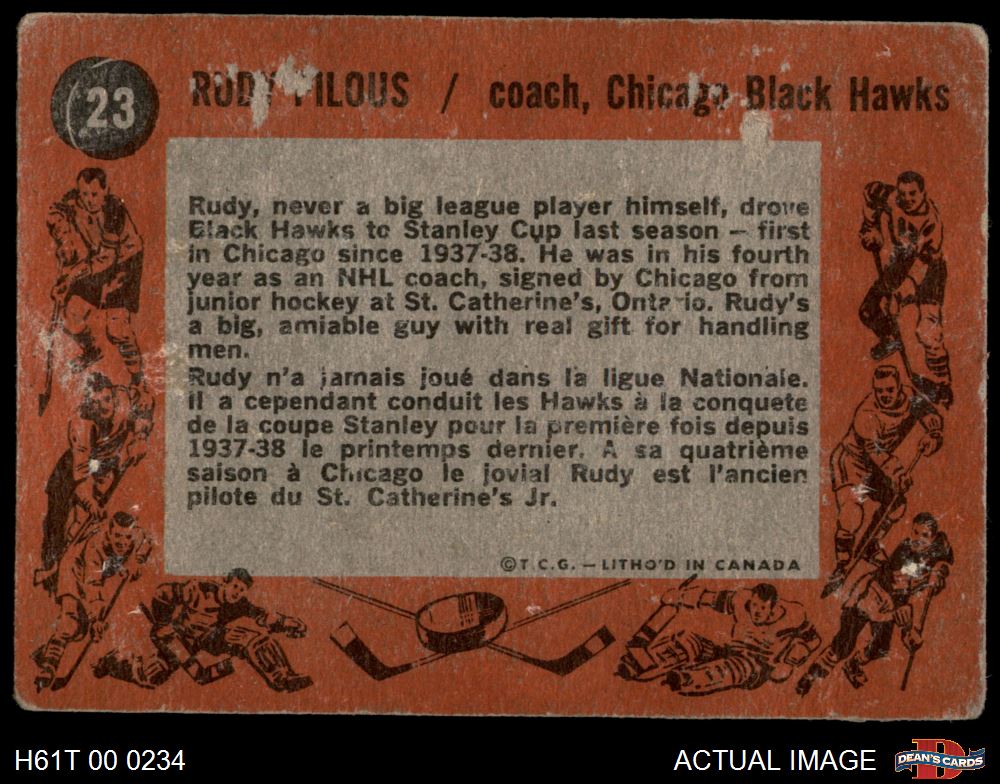 23
RUDY PILOUS / coach, Chicago Black Hawks
Rudy, never a big league player himself, drove
Black Hawks to Stanley Cup last season — first
in Chicago since 1937-38. He was in his fourth
year as an NHL coach, signed by Chicago from
junior hockey at St. Catherine's, Ontario. Rudy's
a big, amiable guy with real gift for handling
men.
Rudy n'a jamais joué dans la ligue Nationale.
Il a cependant conduit les Hawks à la conquete
de la coupe Stanley pour la première fois depuis
1937-38 le printemps dernier. A sa quatrième
saison à Chicago le jovial Rudy est l'ancien
pilote du St. Catherine's Jr.
©T.C.G. — LITHO'D IN CANADA
H61T 00 0234
ACTUAL IMAGE
D
DEAN'S CARDS